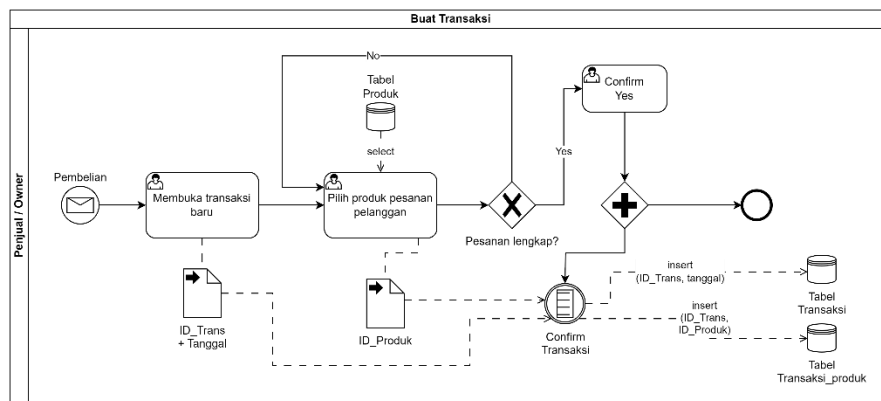 Buat Transaksi
Penjual / Owner
No
Tabel
Produk
Confirm
Yes
select
Yes
Pembelian
Membuka transaksi
baru
Pilih produk pesanan
pelanggan
Pesanan lengkap?
insert
(ID_Trans, tanggal)
Tabel
Transaksi
insert
(ID_Trans,
ID_Produk)
ID_Trans
+ Tanggal
ID_Produk
Confirm
Transaksi
Tabel
Transaksi_produk